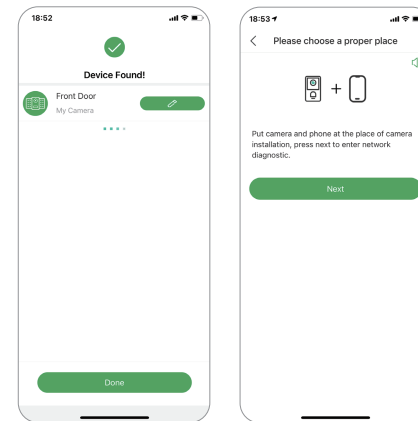 18:52
Device Found!
Front Door
My Camera
Done
18:53
Please choose a proper place
Put camera and phone at the place of camera
installation, press next to enter network
diagnostic.
Next